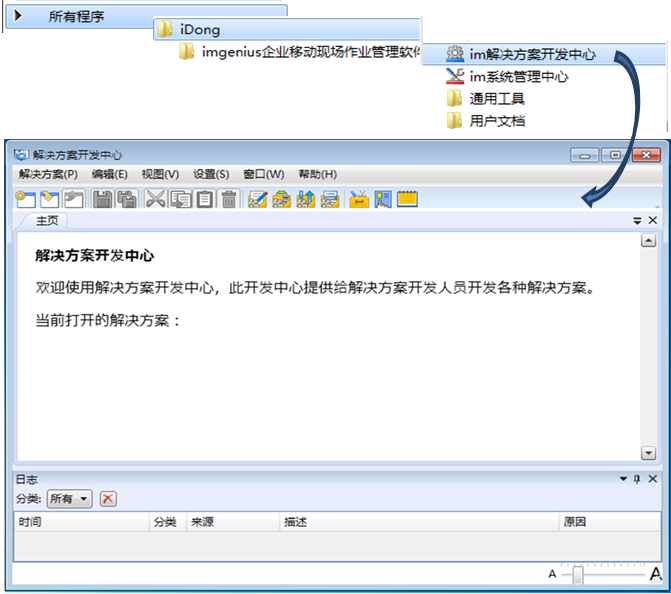 所有程序
iDong
imgenius企业移动现场作业管理软件
im解决方案开发中心
im系统管理中心
通用工具
用户文档
解决方案开发中心
解决方案(P) 编辑(E) 视图(V) 设置(S) 窗口(W) 帮助(H)
主页
解决方案开发中心
欢迎使用解决方案开发中心，此开发中心提供给解决方案开发人员开发各种解决方案。
当前打开的解决方案：
日志
分类: 所有
时间 分类 来源 描述 原因
A A